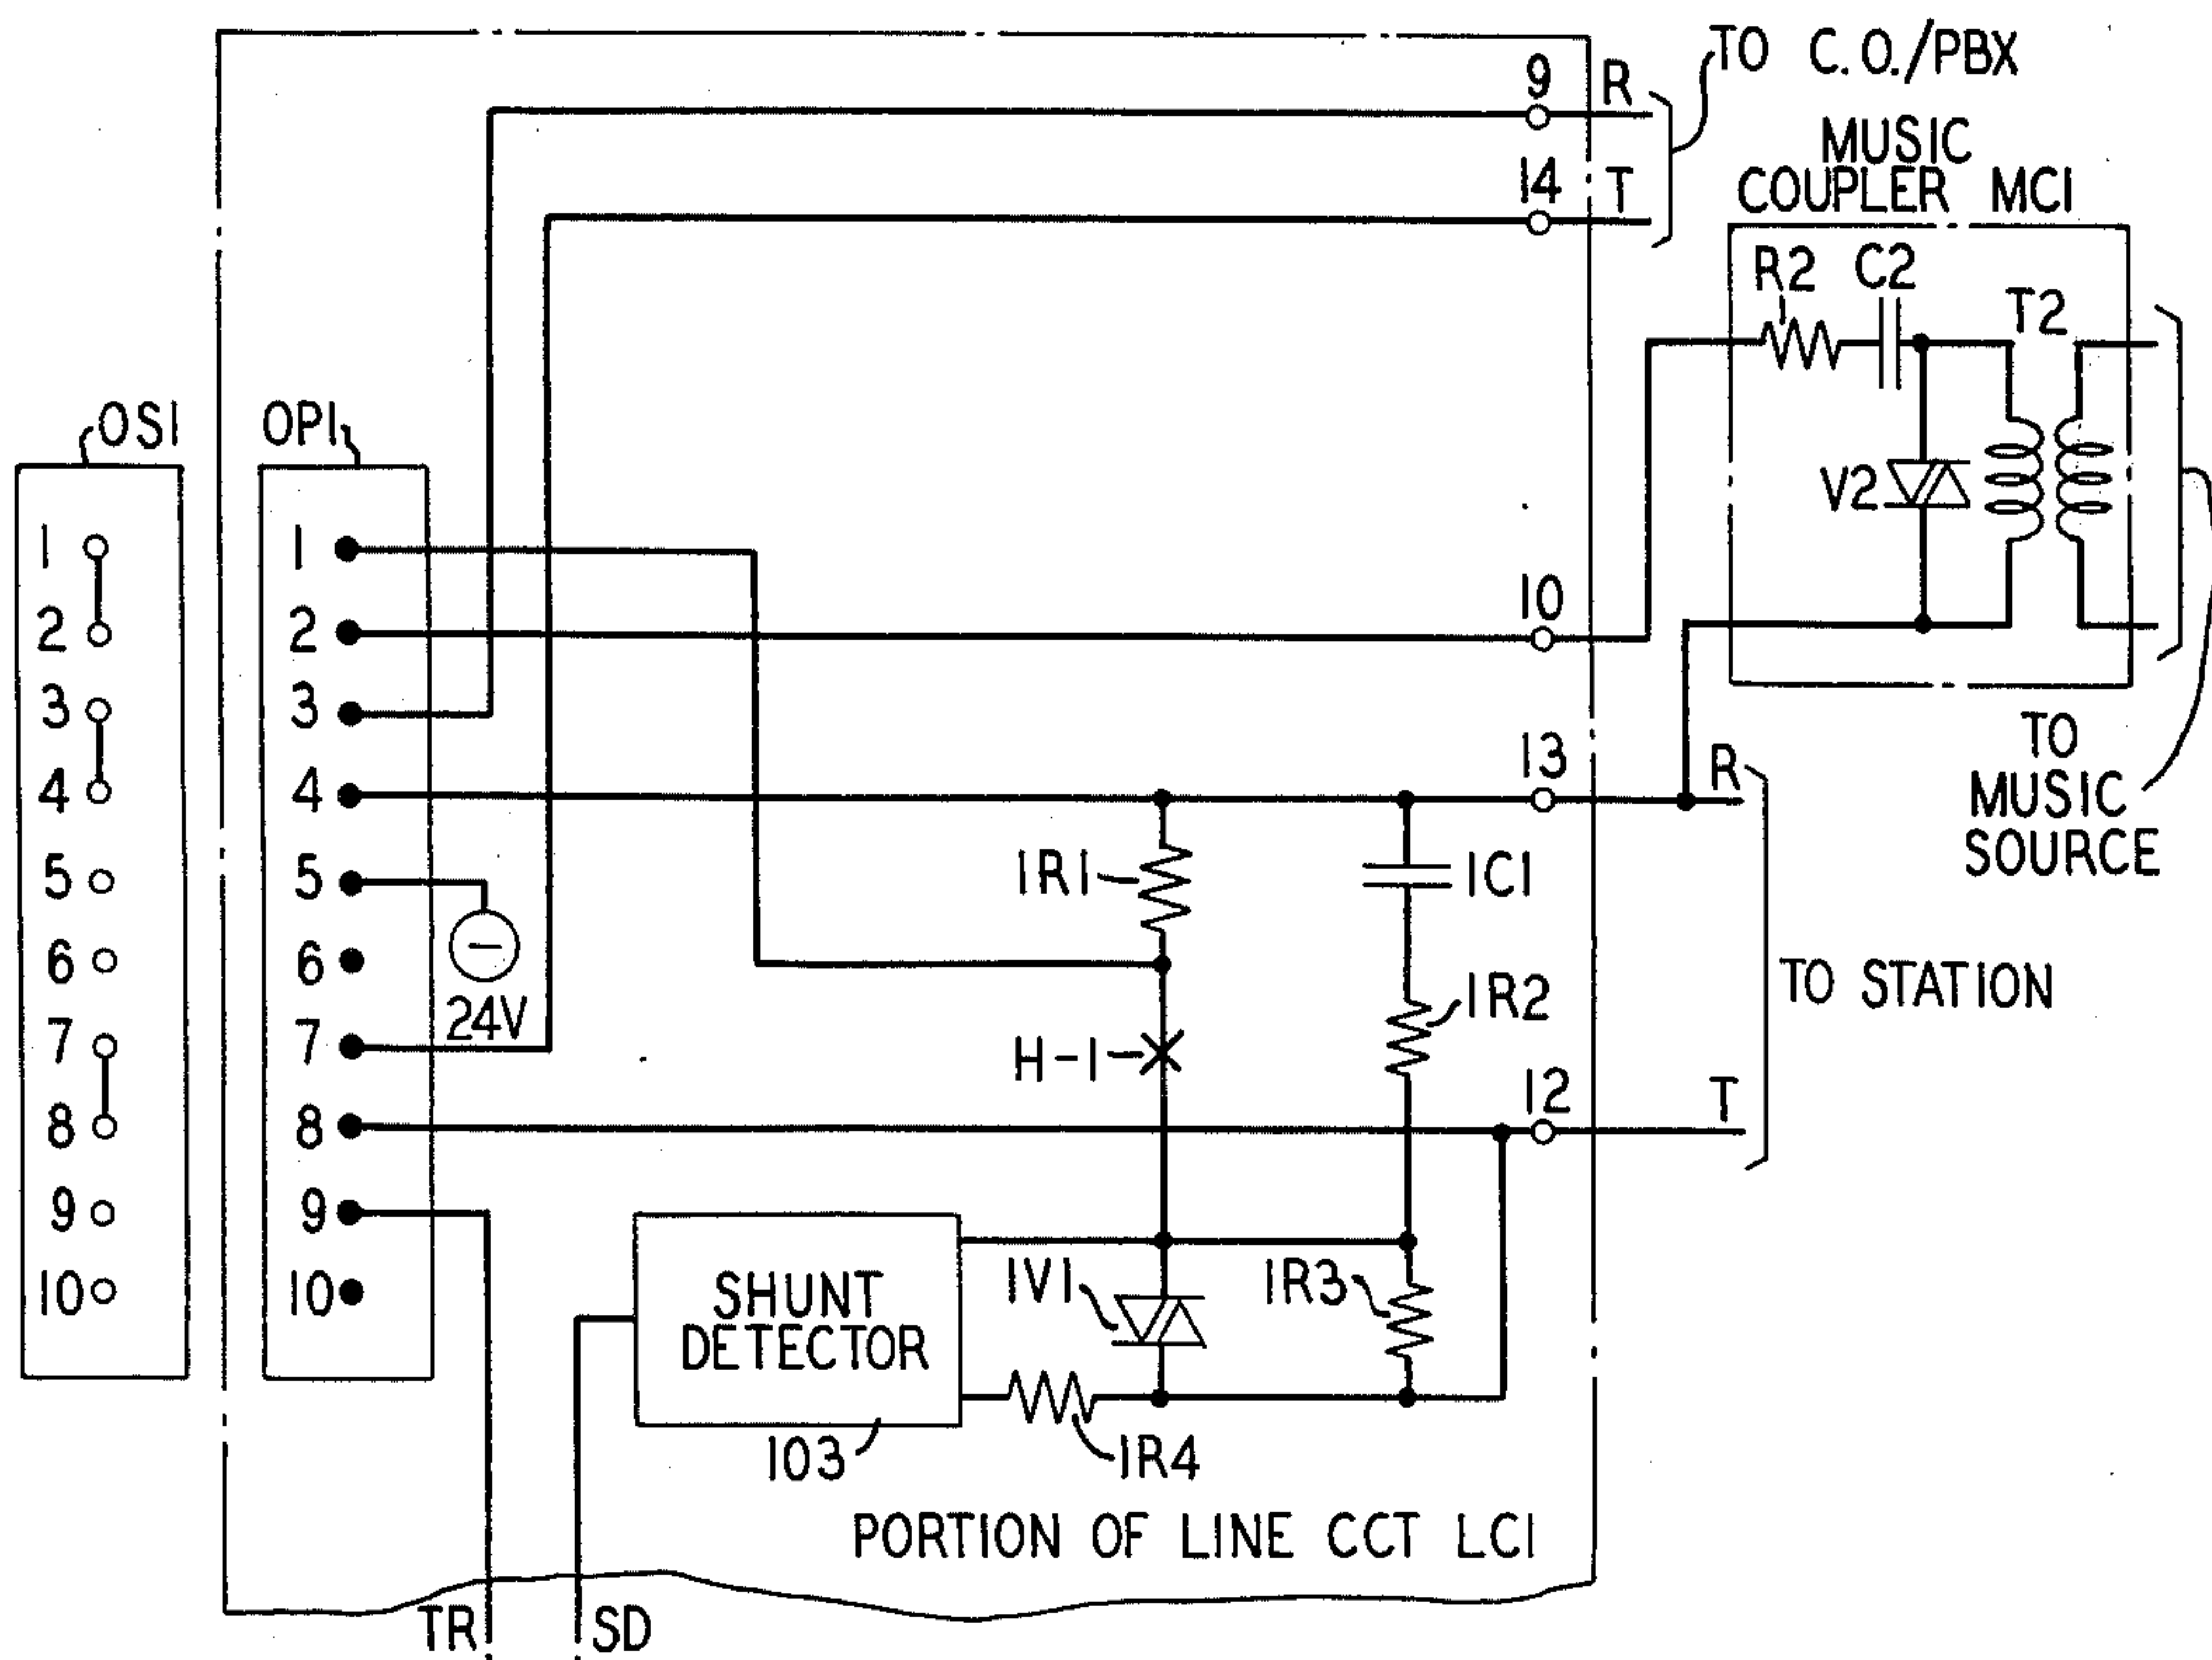 TO C.O./PBX
9 R
14 T
MUSIC
COUPLER MC1
R2 C2
T2
V2
OS1
OP1
1 1
2 2
3 3
4 4
5 5
6 6
7 7
8 8
9 9
10 10
24V
10
13 R
12 T
TO
MUSIC
SOURCE
TO STATION
1R1
1C1
1R2
H-1
SHUNT
DETECTOR
103
1V1
1R3
1R4
PORTION OF LINE CCT LC1
TR SD